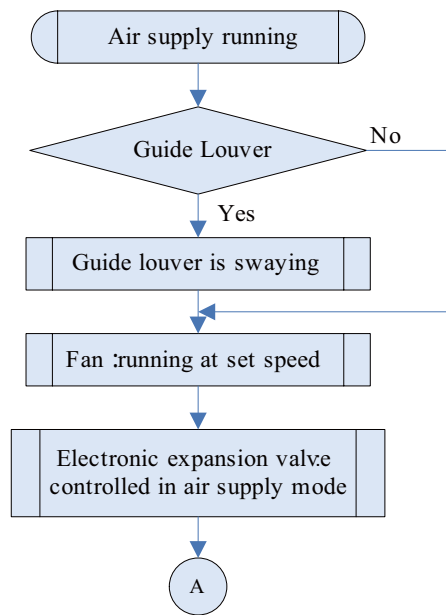 Air supply running
Guide Louver
No
Yes
Guide louver is swaying
Fan :running at set speed
Electronic expansion valv:e
controlled in air supply mode
A